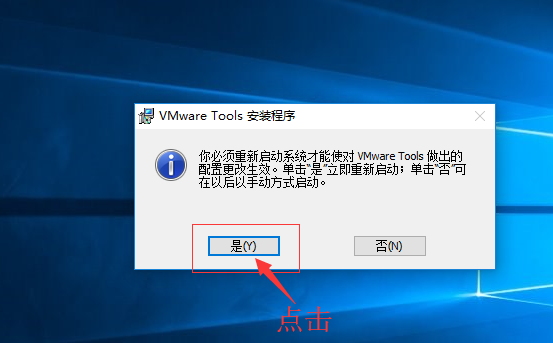 VMware Tools 安装程序
你必须重新启动系统才能使对 VMware Tools 做出的
配置更改生效。单击“是”立即重新启动；单击“否”可
在以后以手动方式启动。
是(Y)
否(N)
点击